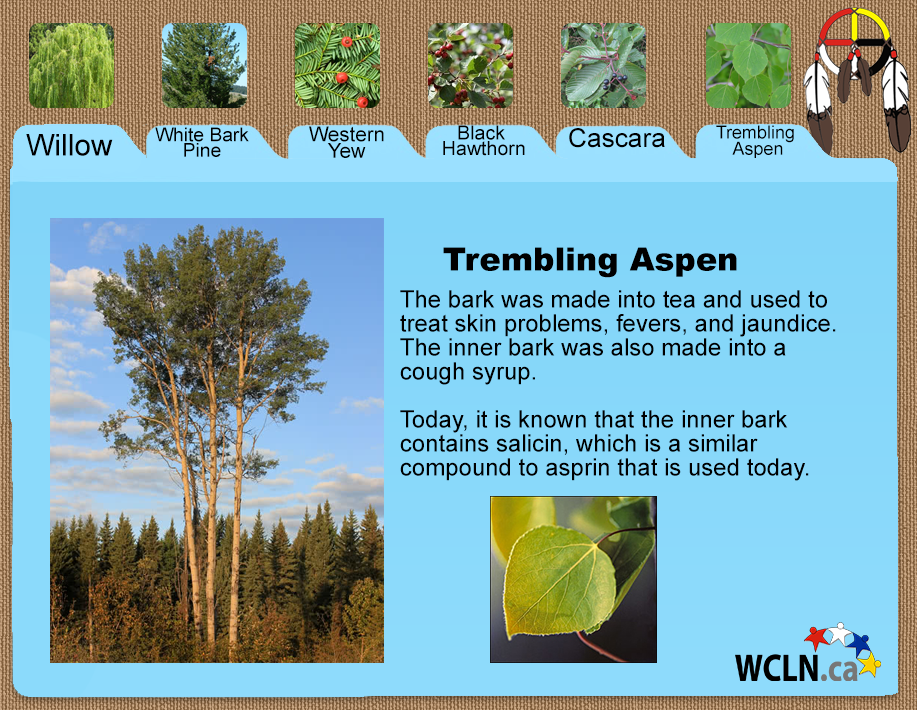 Willow
White Bark
Pine
Western
Yew
Black
Hawthorn
Cascara
Trembling
Aspen
Trembling Aspen
The bark was made into tea and used to
treat skin problems, fevers, and jaundice.
The inner bark was also made into a
cough syrup.
Today, it is known that the inner bark
contains salicin, which is a similar
compound to asprin that is used today.
WCLN.ca